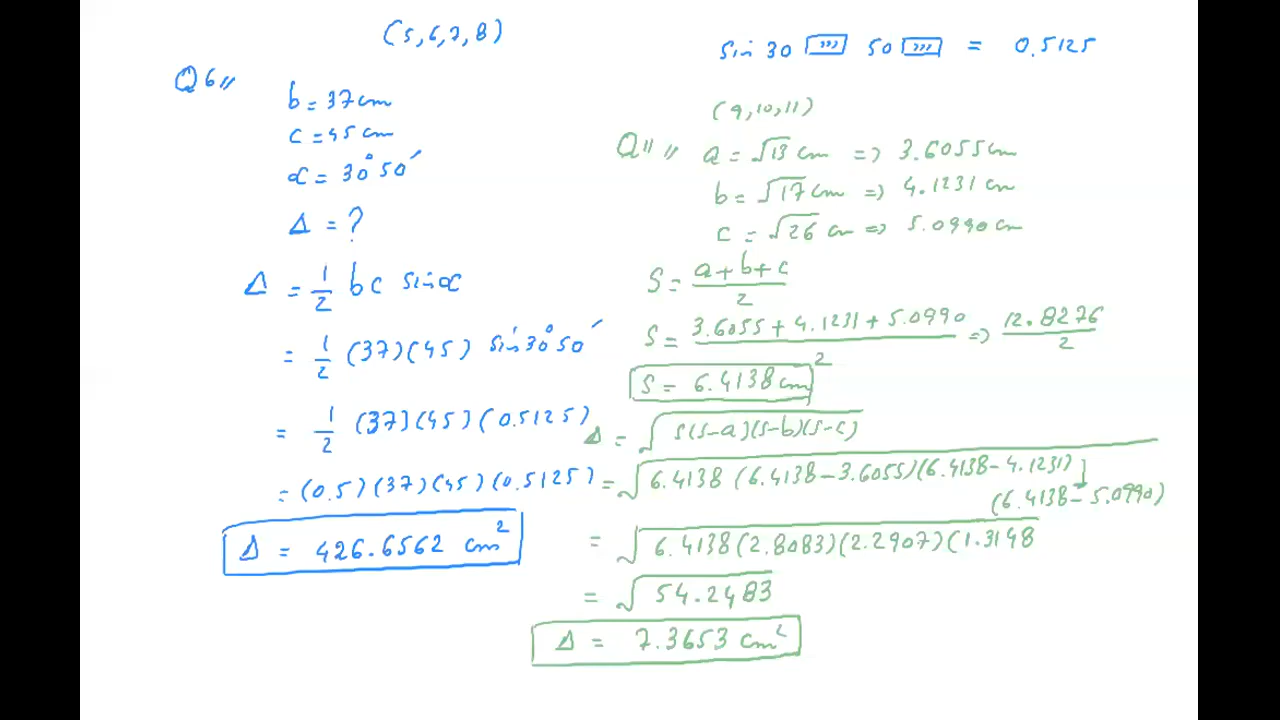 (5,6,7,8)
Q6//
b = 37cm
c = 45 cm
α = 30° 50′
Δ = ?
Δ = 1/2 bc sinα
= 1/2 (37)(45) sin30° 50′
= 1/2 (37)(45)(0.5125)
= (0.5)(37)(45)(0.5125)
Δ = 426.6562 cm²
sin 30 °,,, 50 °,,, = 0.5125
(9,10,11)
Q11//
a = √13 cm => 3.6055cm
b = √17 cm => 4.1231 cm
c = √26 cm => 5.0990 cm
S = (a+b+c)/2
S = (3.6055 + 4.1231 + 5.0990)/2 => 12.8276/2
S = 6.4138 cm
Δ = √s(s-a)(s-b)(s-c)
= √6.4138 (6.4138-3.6055)(6.4138-4.1231)
(6.4138-5.0990)
= √6.4138(2.8083)(2.2907)(1.3148
= √54.2483
Δ = 7.3653 cm²